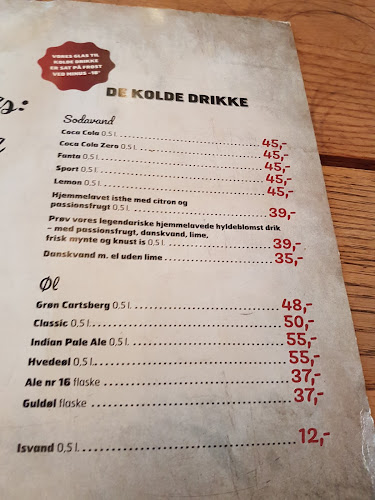 VORES GLAS TIL
KOLDE DRIKKE
ER SAT PÅ FROST
VED MINUS -18°
DE KOLDE DRIKKE
Sodavand
Coca Cola 0,5 l. 45,-
Coca Cola Zero 0,5 l. 45,-
Fanta 0,5 l. 45,-
Sport 0,5 l. 45,-
Lemon 0,5 l. 45,-
Hjemmelavet isthe med citron og
passionsfrugt 0,5 l. 39,-
Prøv vores legendariske hjemmelavede hyldeblomst drik
– med passionsfrugt, danskvand, lime,
frisk mynte og knust is 0,5 l. 39,-
Danskvand m. el uden lime 35,-
Øl
Grøn Cartsberg 0,5 l. 48,-
Classic 0,5 l. 50,-
Indian Pale Ale 0,5 l. 55,-
Hvedeøl 0,5 l. 55,-
Ale nr 16 flaske 37,-
Guldøl flaske 37,-
Isvand 0,5 l. 12,-